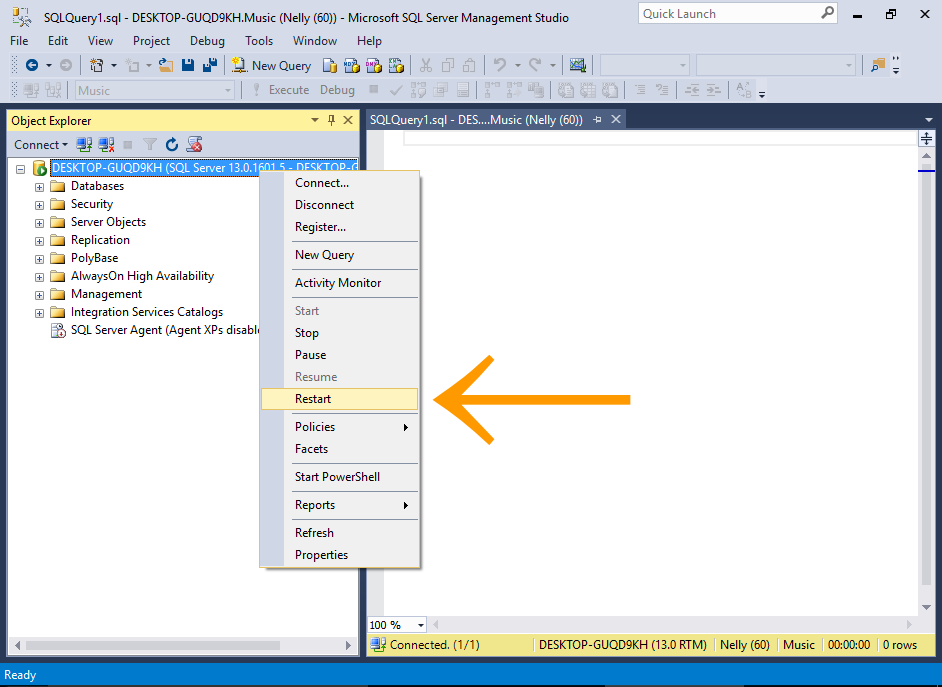 SQLQuery1.sql - DESKTOP-GUQD9KH.Music (Nelly (60)) - Microsoft SQL Server Management Studio
Quick Launch
File Edit View Project Debug Tools Window Help
New Query
Music
Execute Debug
Object Explorer
SQLQuery1.sql - DES....Music (Nelly (60))
Connect
DESKTOP-GUQD9KH (SQL Server 13.0.1601.5 - DESKTOP-G
Databases
Security
Server Objects
Replication
PolyBase
AlwaysOn High Availability
Management
Integration Services Catalogs
SQL Server Agent (Agent XPs disable
Connect...
Disconnect
Register...
New Query
Activity Monitor
Start
Stop
Pause
Resume
Restart
Policies
Facets
Start PowerShell
Reports
Refresh
Properties
100 %
Connected. (1/1)
DESKTOP-GUQD9KH (13.0 RTM)
Nelly (60)
Music
00:00:00
0 rows
Ready